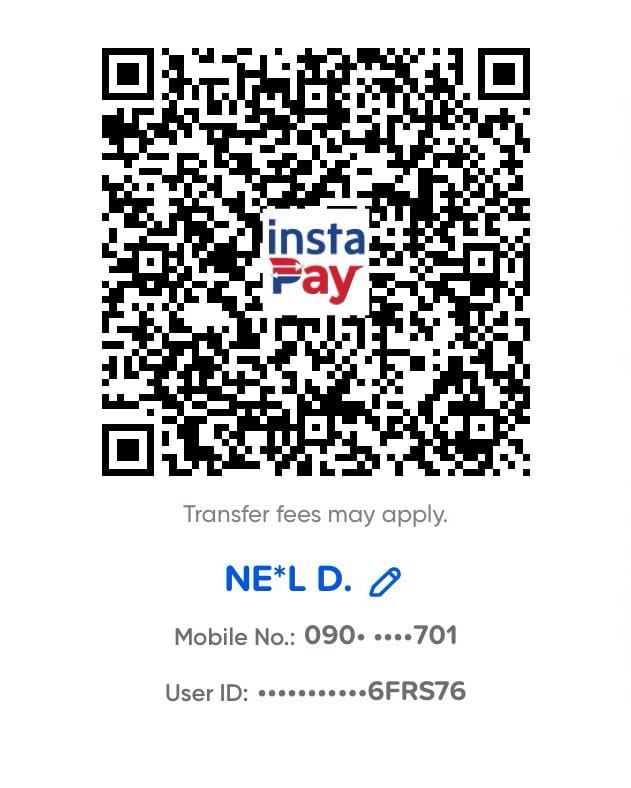 insta
Pay
Transfer fees may apply.
NE*L D.
Mobile No.: 090• ••••701
User ID: •••••••••••6FRS76